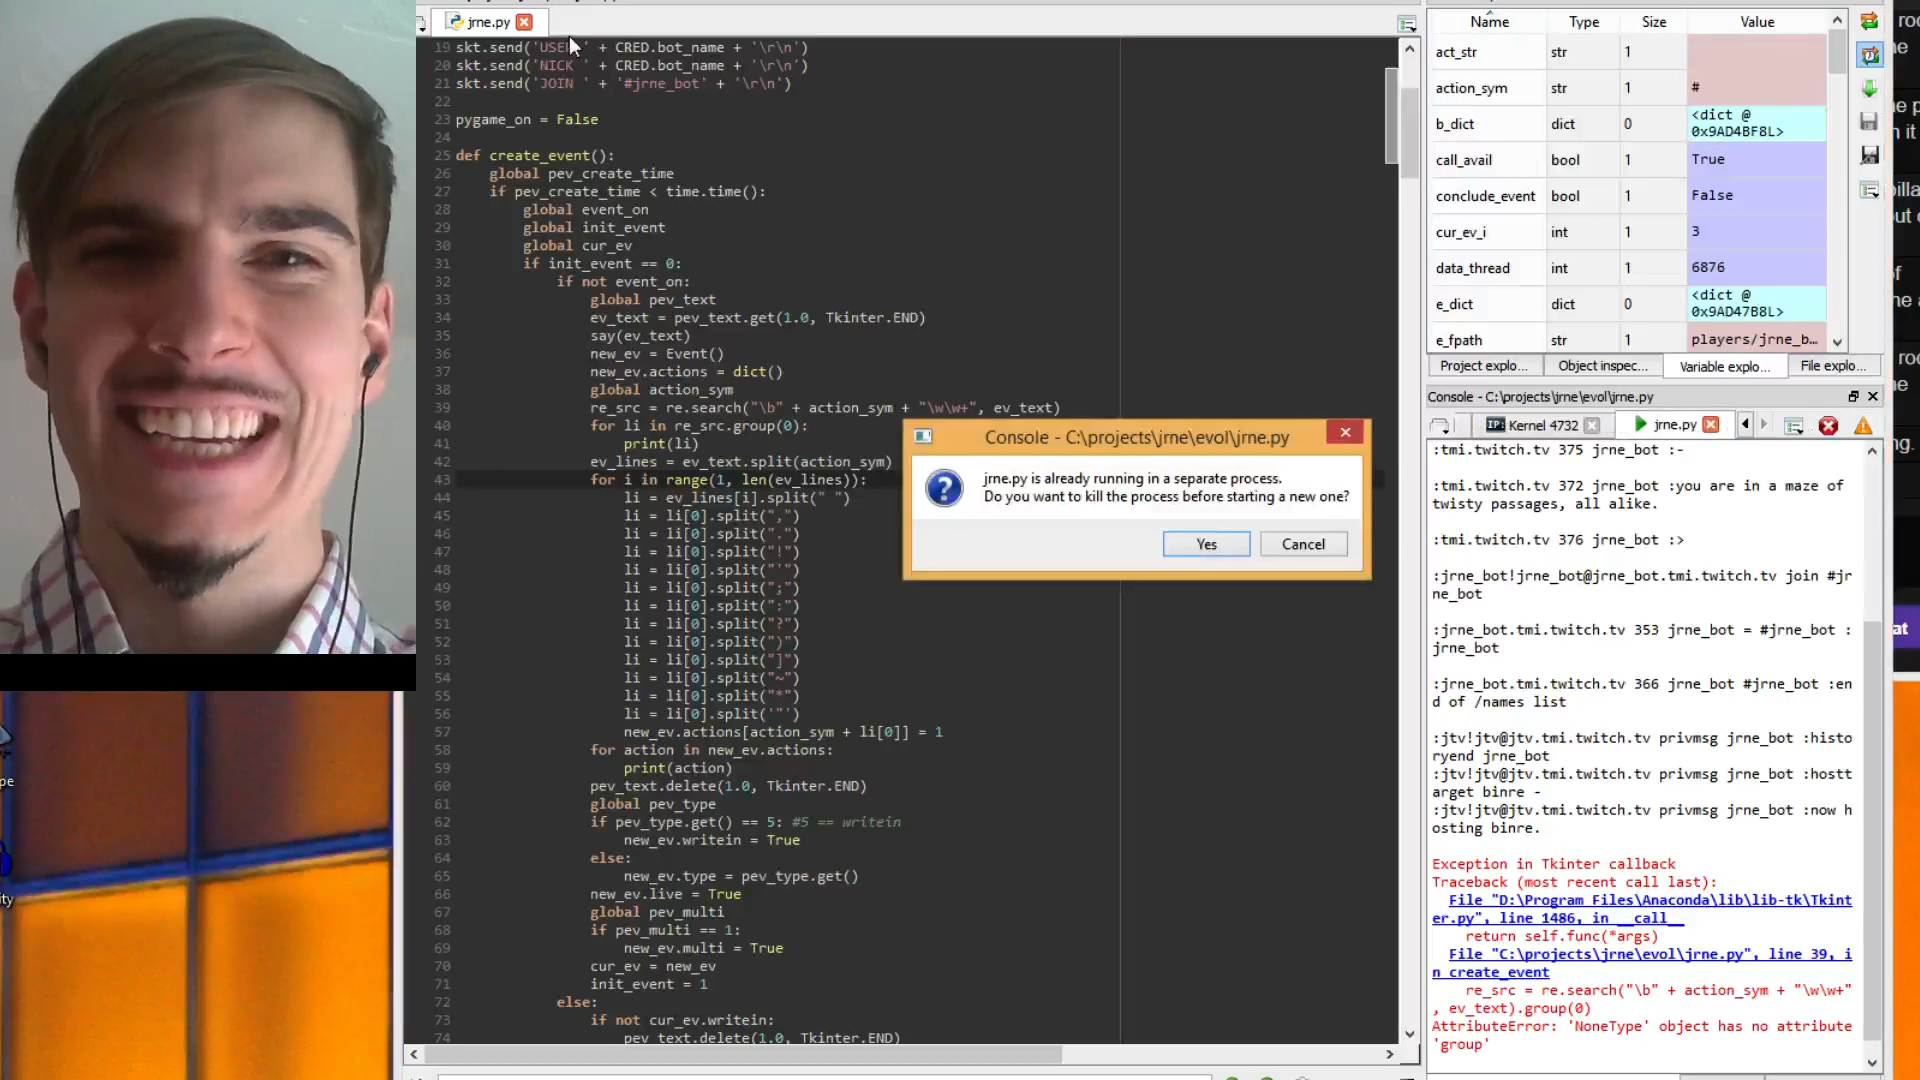 jrne.py
19 skt.send('USER ' + CRED.bot_name + '\r\n')
20 skt.send('NICK ' + CRED.bot_name + '\r\n')
21 skt.send('JOIN ' + '#jrne_bot' + '\r\n')
22
23 pygame_on = False
24
25 def create_event():
26 global pev_create_time
27 if pev_create_time < time.time():
28 global event_on
29 global init_event
30 global cur_ev
31 if init_event == 0:
32 if not event_on:
33 global pev_text
34 ev_text = pev_text.get(1.0, Tkinter.END)
35 say(ev_text)
36 new_ev = Event()
37 new_ev.actions = dict()
38 global action_sym
39 re_src = re.search("\b" + action_sym + "\w\w+", ev_text)
40 for li in re_src.group(0):
41 print(li)
42 ev_lines = ev_text.split(action_sym)
43 for i in range(1, len(ev_lines)):
44 li = ev_lines[i].split(" ")
45 li = li[0].split(",")
46 li = li[0].split(".")
47 li = li[0].split("!")
48 li = li[0].split("'")
49 li = li[0].split(";")
50 li = li[0].split(":")
51 li = li[0].split("?")
52 li = li[0].split(")")
53 li = li[0].split("]")
54 li = li[0].split("~")
55 li = li[0].split("*")
56 li = li[0].split('"')
57 new_ev.actions[action_sym + li[0]] = 1
58 for action in new_ev.actions:
59 print(action)
60 pev_text.delete(1.0, Tkinter.END)
61 global pev_type
62 if pev_type.get() == 5: #5 == writein
63 new_ev.writein = True
64 else:
65 new_ev.type = pev_type.get()
66 new_ev.live = True
67 global pev_multi
68 if pev_multi == 1:
69 new_ev.multi = True
70 cur_ev = new_ev
71 init_event = 1
72 else:
73 if not cur_ev.writein:
74 pev_text.delete(1.0, Tkinter.END)
Console - C:\projects\jrne\evol\jrne.py
jrne.py is already running in a separate process.
Do you want to kill the process before starting a new one?
Yes Cancel
Name Type Size Value
act_str str 1
action_sym str 1 #
b_dict dict 0 <dict @ 0x9AD4BF8L>
call_avail bool 1 True
conclude_event bool 1 False
cur_ev_i int 1 3
data_thread int 1 6876
e_dict dict 0 <dict @ 0x9AD47B8L>
e_fpath str 1 players/jrne_b...
Project explo... Object inspec... Variable explo... File explo...
Console - C:\projects\jrne\evol\jrne.py
IP: Kernel 4732 jrne.py
:tmi.twitch.tv 375 jrne_bot :-
:tmi.twitch.tv 372 jrne_bot :you are in a maze of
twisty passages, all alike.
:tmi.twitch.tv 376 jrne_bot :>
:jrne_bot!jrne_bot@jrne_bot.tmi.twitch.tv join #jr
ne_bot
:jrne_bot.tmi.twitch.tv 353 jrne_bot = #jrne_bot :
jrne_bot
:jrne_bot.tmi.twitch.tv 366 jrne_bot #jrne_bot :en
d of /names list
:jtv!jtv@jtv.tmi.twitch.tv privmsg jrne_bot :histo
ryend jrne_bot
:jtv!jtv@jtv.tmi.twitch.tv privmsg jrne_bot :hostt
arget binre -
:jtv!jtv@jtv.tmi.twitch.tv privmsg jrne_bot :now h
osting binre.
Exception in Tkinter callback
Traceback (most recent call last):
File "D:\Program Files\Anaconda\lib\lib-tk\Tkint
er.py", line 1486, in __call__
return self.func(*args)
File "C:\projects\jrne\evol\jrne.py", line 39, i
n create_event
re_src = re.search("\b" + action_sym + "\w\w+"
, ev_text).group(0)
AttributeError: 'NoneType' object has no attribute
'group'